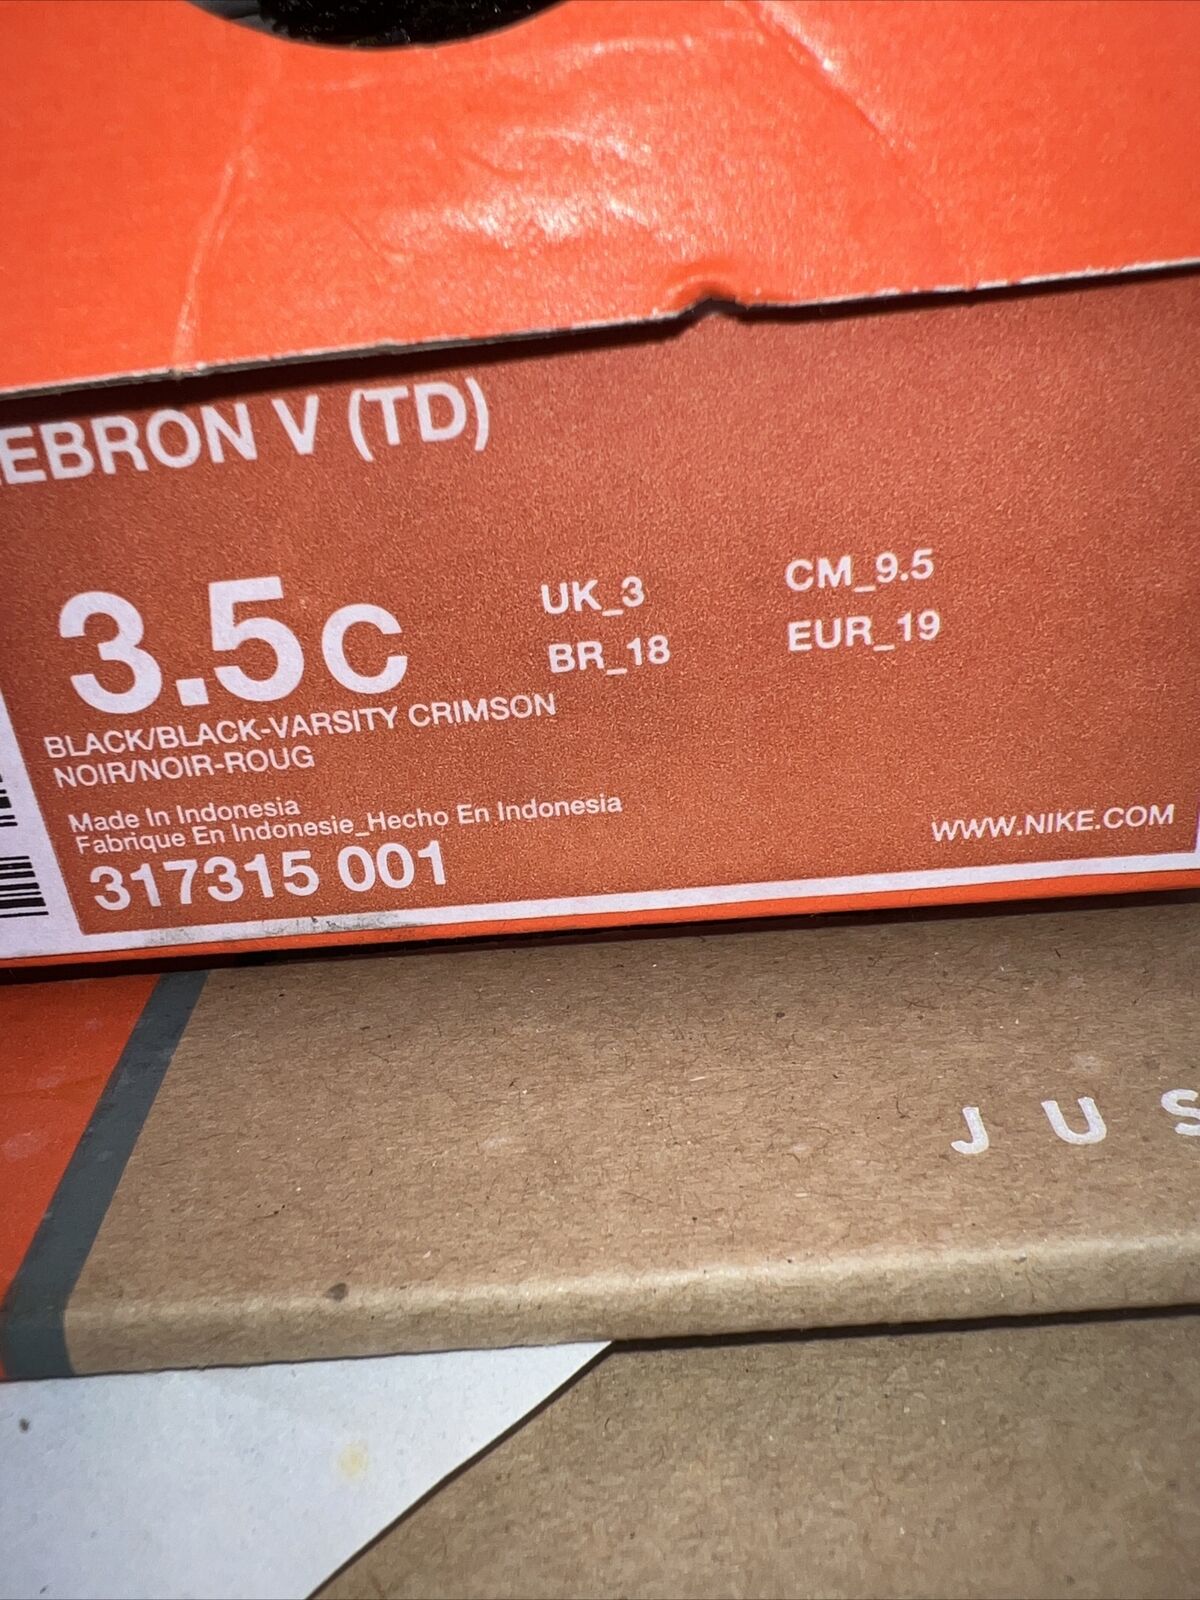 EBRON V (TD)
3.5C
UK_3
CM_9.5
BR_18
EUR_19
BLACK/BLACK-VARSITY CRIMSON
NOIR/NOIR-ROUG
Made In Indonesia
Fabrique En Indonesie_Hecho En Indonesia
317315 001
WWW.NIKE.COM
JUS